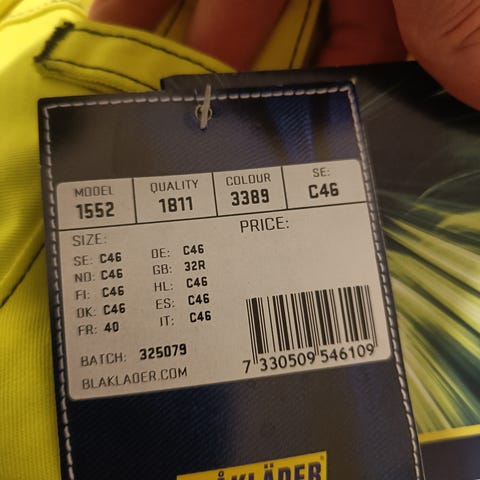 MODEL QUALITY COLOUR SE:
1552 1811 3389 C46
SIZE: PRICE:
SE: C46 DE: C46
NO: C46 GB: 32R
FI: C46 HL: C46
DK: C46 ES: C46
FR: 40 IT: C46
BATCH: 325079
BLAKLADER.COM
7 330509 546109
BLÅKLÄDER